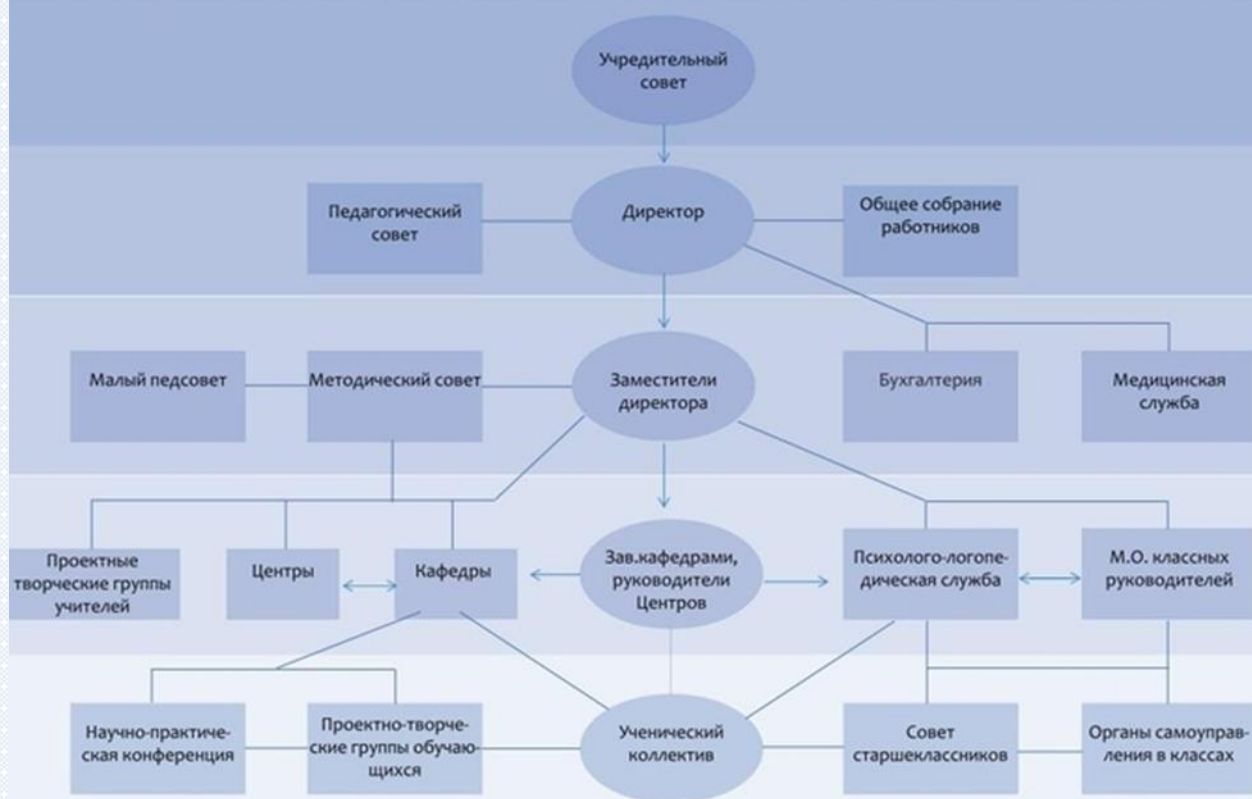 Учредительный
совет
Педагогический
совет
Директор
Общее собрание
работников
Малый педсовет
Методический совет
Заместители
директора
Бухгалтерия
Медицинская
служба
Проектные
творческие группы
учителей
Центры
Кафедры
Зав.кафедрами,
руководители
Центров
Психолого-логопе-
дическая служба
М.О. классных
руководителей
Научно-практиче-
ская конференция
Проектно-творче-
ские группы обучаю-
щихся
Ученический
коллектив
Совет
старшеклассников
Органы самоуправ-
ления в классах